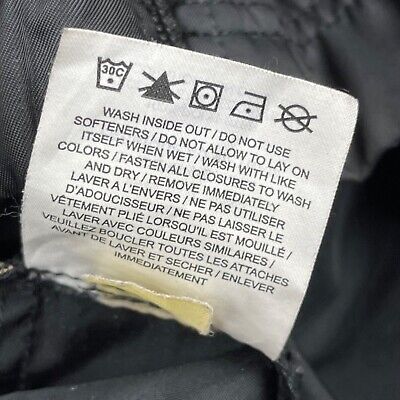 30C
WASH INSIDE OUT / DO NOT USE
SOFTENERS / DO NOT ALLOW TO LAY ON
ITSELF WHEN WET / WASH WITH LIKE
COLORS / FASTEN ALL CLOSURES TO WASH
AND DRY / REMOVE IMMEDIATELY
LAVER A L'ENVERS / NE PAS UTILISER
D'ADOUCISSEUR / NE PAS LAISSER LE
VÊTEMENT PLIÉ LORSQU'IL EST MOUILLÉ /
LAVER AVEC COULEURS SIMILAIRES /
VEUILLEZ BOUCLER TOUTES LES ATTACHES
AVANT DE LAVER ET SECHER / ENLEVER
IMMÉDIATEMENT